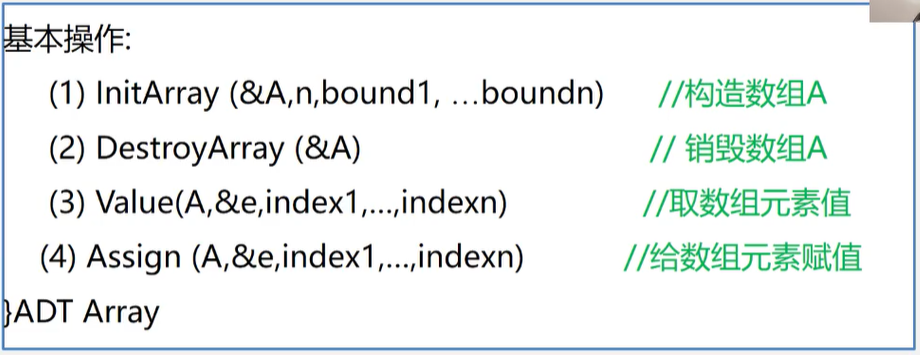 基本操作:
(1) InitArray (&A,n,bound1, …boundn) //构造数组A
(2) DestroyArray (&A) // 销毁数组A
(3) Value(A,&e,index1,…,indexn) //取数组元素值
(4) Assign (A,&e,index1,…,indexn) //给数组元素赋值
}ADT Array